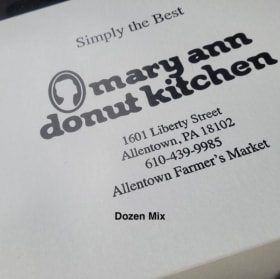 Simply the Best
mary ann
donut kitchen
1601 Liberty Street
Allentown, PA 18102
610-439-9985
Allentown Farmer's Market
Dozen Mix